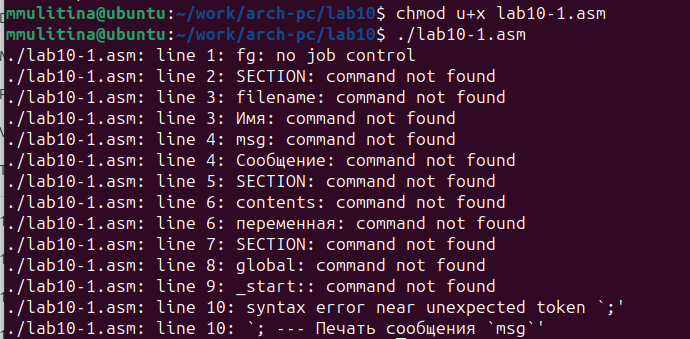 mmulitina@ubuntu:~/work/arch-pc/lab10$ chmod u+x lab10-1.asm
mmulitina@ubuntu:~/work/arch-pc/lab10$ ./lab10-1.asm
./lab10-1.asm: line 1: fg: no job control
./lab10-1.asm: line 2: SECTION: command not found
./lab10-1.asm: line 3: filename: command not found
./lab10-1.asm: line 3: Имя: command not found
./lab10-1.asm: line 4: msg: command not found
./lab10-1.asm: line 4: Сообщение: command not found
./lab10-1.asm: line 5: SECTION: command not found
./lab10-1.asm: line 6: contents: command not found
./lab10-1.asm: line 6: переменная: command not found
./lab10-1.asm: line 7: SECTION: command not found
./lab10-1.asm: line 8: global: command not found
./lab10-1.asm: line 9: _start:: command not found
./lab10-1.asm: line 10: syntax error near unexpected token `;'
./lab10-1.asm: line 10: `; --- Печать сообщения `msg`'